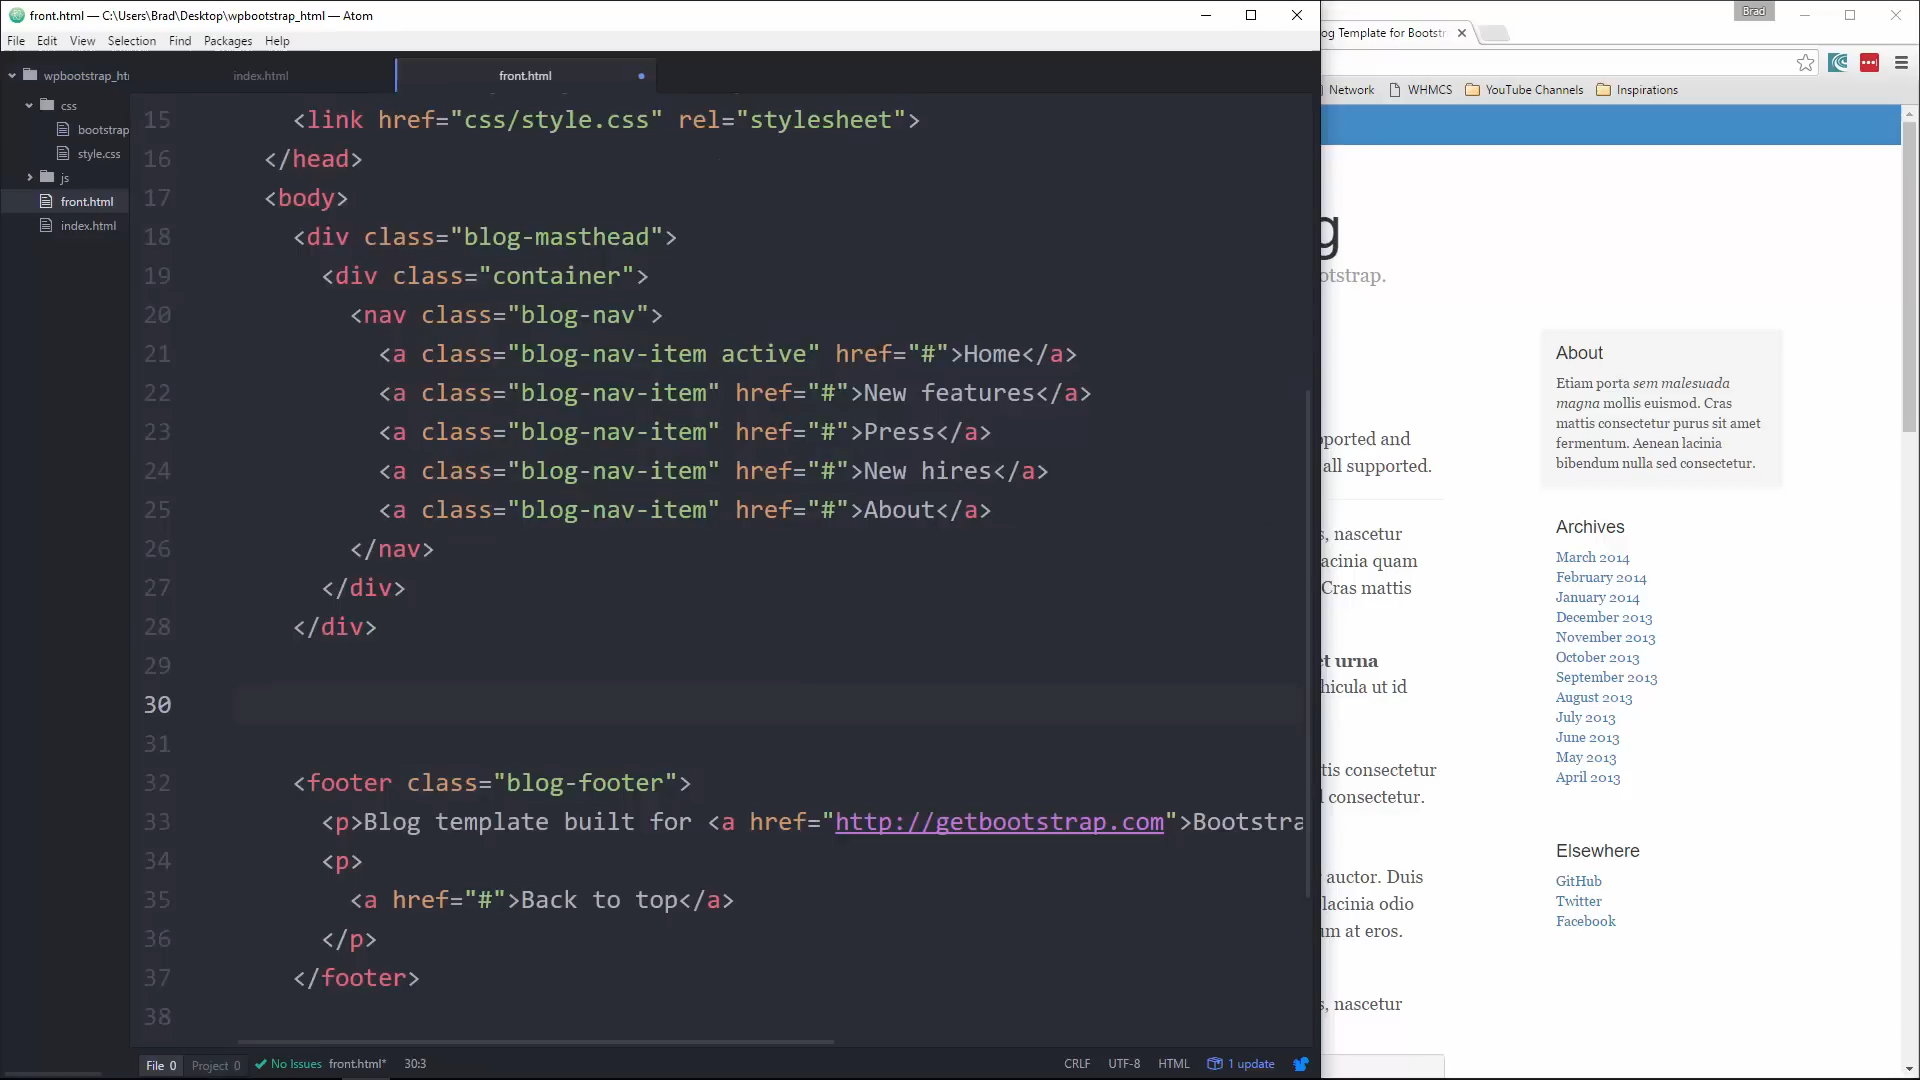 front.html — C:\Users\Brad\Desktop\wpbootstrap_html — Atom
File Edit View Selection Find Packages Help
wpbootstrap_ht
css
bootstrap
style.css
js
front.html
index.html
index.html
front.html
15 <link href="css/style.css" rel="stylesheet">
16 </head>
17 <body>
18 <div class="blog-masthead">
19 <div class="container">
20 <nav class="blog-nav">
21 <a class="blog-nav-item active" href="#">Home</a>
22 <a class="blog-nav-item" href="#">New features</a>
23 <a class="blog-nav-item" href="#">Press</a>
24 <a class="blog-nav-item" href="#">New hires</a>
25 <a class="blog-nav-item" href="#">About</a>
26 </nav>
27 </div>
28 </div>
29
30
31
32 <footer class="blog-footer">
33 <p>Blog template built for <a href="http://getbootstrap.com">Bootstra
34 <p>
35 <a href="#">Back to top</a>
36 </p>
37 </footer>
38
File 0 Project 0 No Issues front.html* 30:3 CRLF UTF-8 HTML 1 update
Brad
og Template for Bootst
Network WHMCS YouTube Channels Inspirations
g
otstrap.
ported and
all supported.
s, nascetur
acinia quam
Cras mattis
et urna
hicula ut id
tis consectetur
consectetur.
auctor. Duis
lacinia odio
um at eros.
s, nascetur
About
Etiam porta sem malesuada
magna mollis euismod. Cras
mattis consectetur purus sit amet
fermentum. Aenean lacinia
bibendum nulla sed consectetur.
Archives
March 2014
February 2014
January 2014
December 2013
November 2013
October 2013
September 2013
August 2013
July 2013
June 2013
May 2013
April 2013
Elsewhere
GitHub
Twitter
Facebook